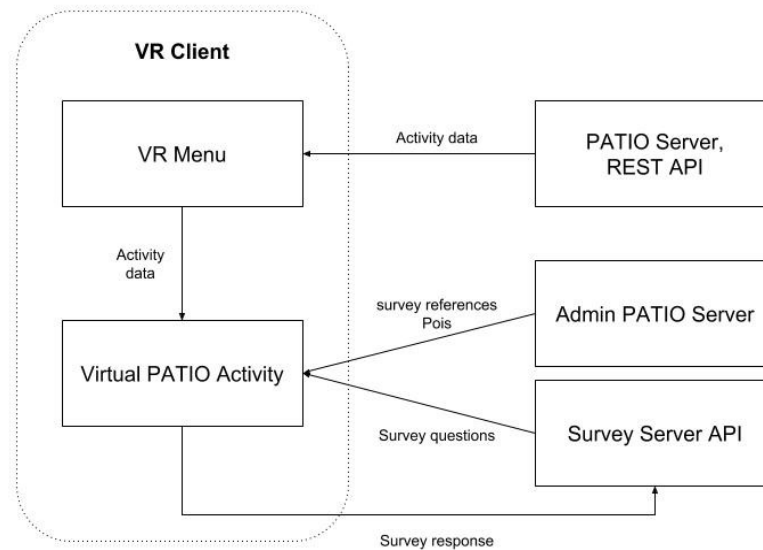 VR Client
VR Menu
Activity data
PATIO Server,
REST API
Activity
data
survey references
Pois
Admin PATIO Server
Virtual PATIO Activity
Survey questions
Survey Server API
Survey response